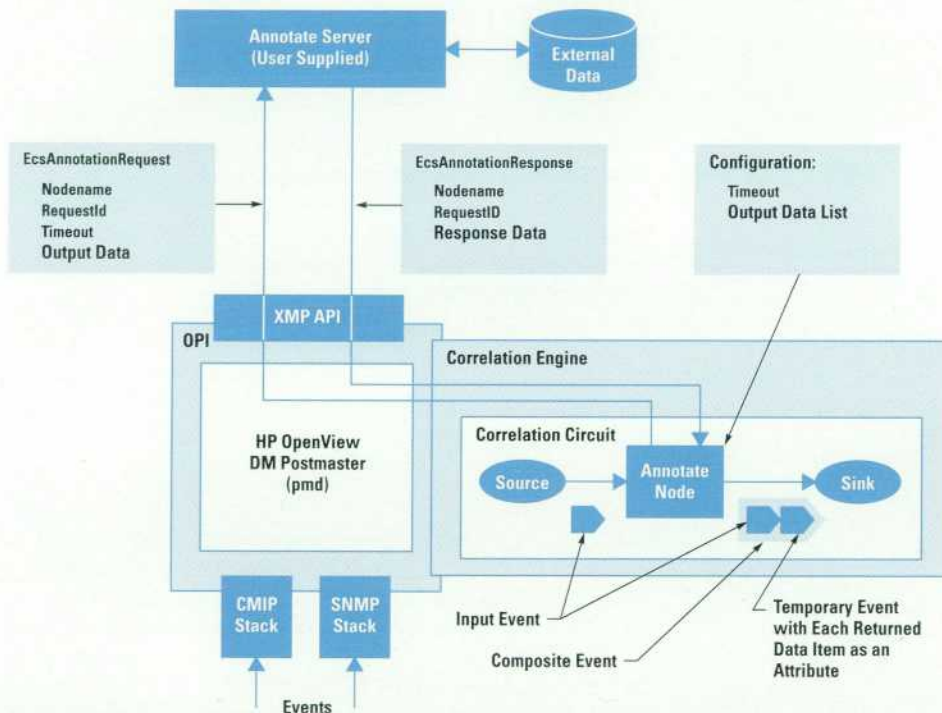 Annotate Server
(User Supplied)
External
Data
EcsAnnotationRequest
Nodename
RequestId
Timeout
Output Data
EcsAnnotationResponse
Nodename
RequestID
Response Data
Configuration:
Timeout
Output Data List
XMP API
OPI
Correlation Engine
HP OpenView
DM Postmaster
(pmd)
Correlation Circuit
Source
Annotate
Node
Sink
CMIP
Stack
SNMP
Stack
Input Event
Composite Event
Temporary Event
with Each Returned
Data Item as an
Attribute
Events